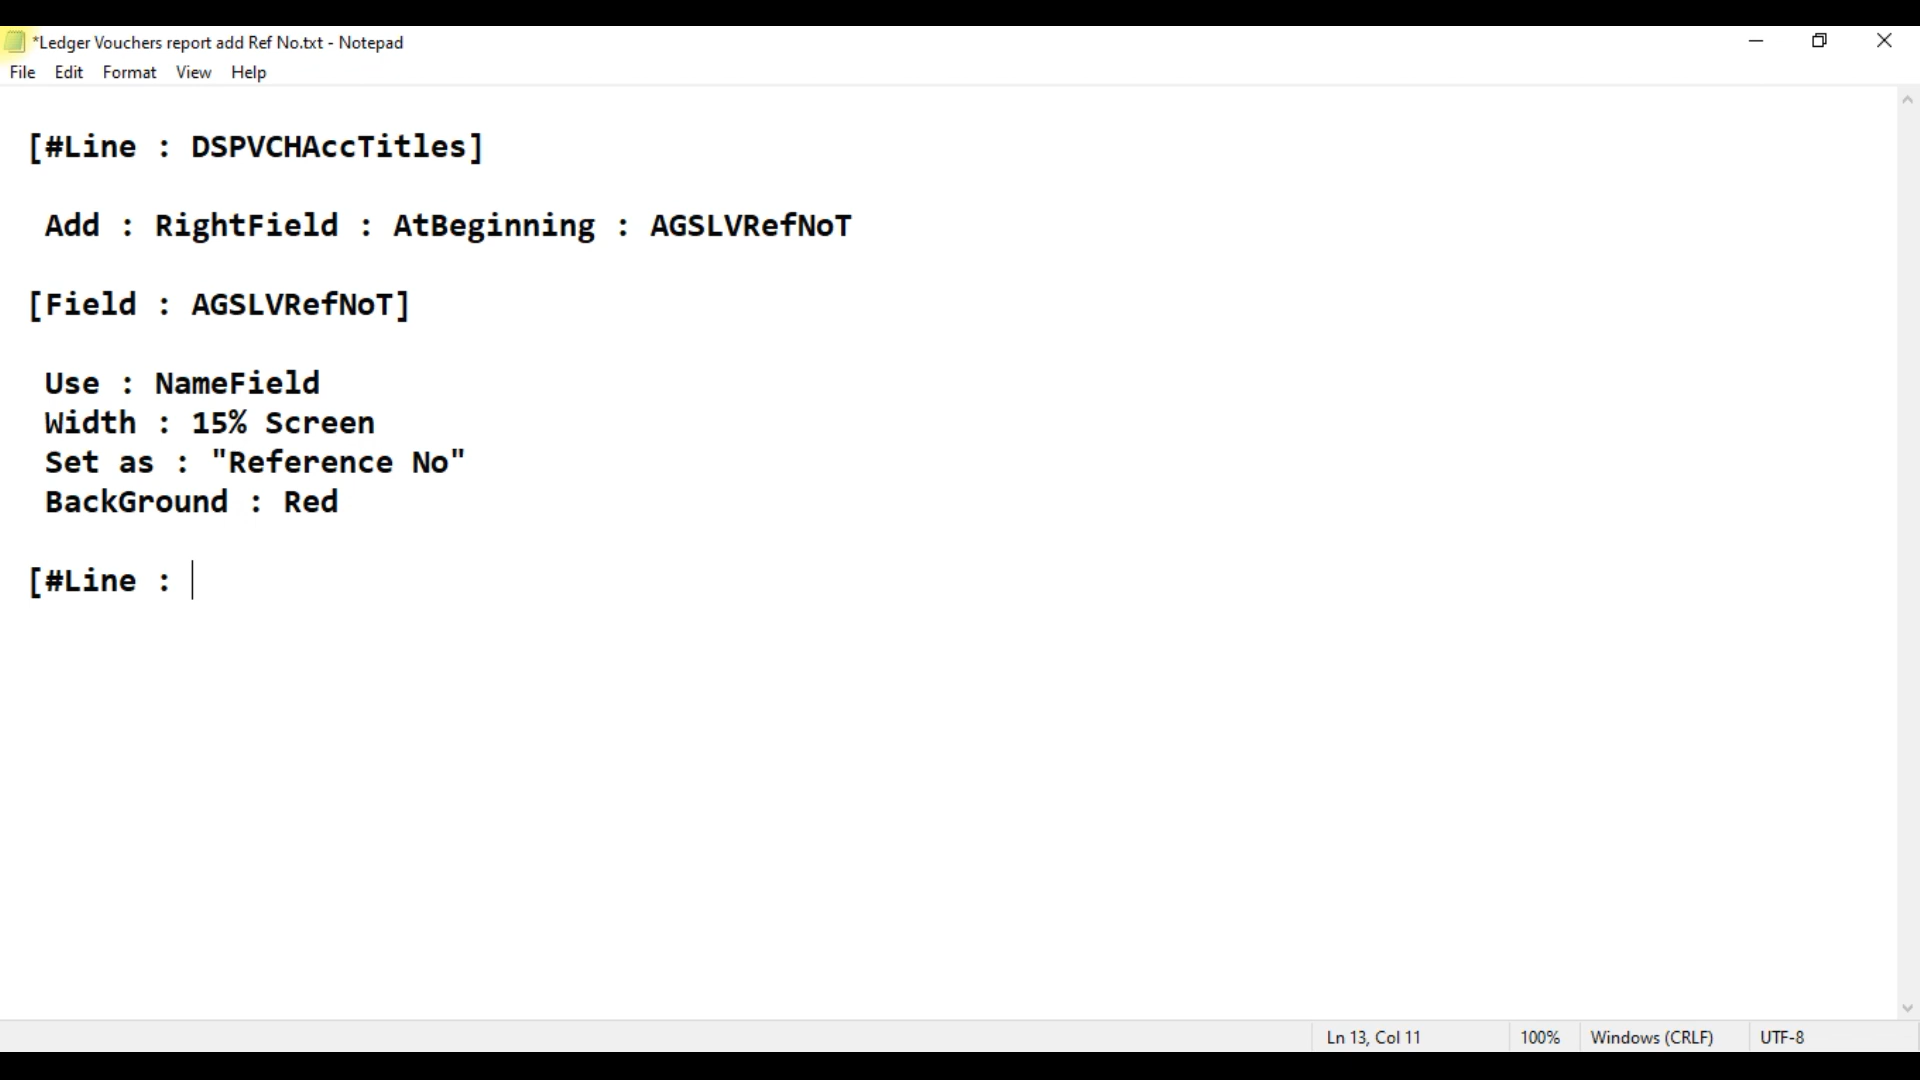 *Ledger Vouchers report add Ref No.txt - Notepad
File Edit Format View Help
[#Line : DSPVCHAccTitles]
Add : RightField : AtBeginning : AGSLVRefNoT
[Field : AGSLVRefNoT]
Use : NameField
Width : 15% Screen
Set as : "Reference No"
BackGround : Red
[#Line :
Ln 13, Col 11 100% Windows (CRLF) UTF-8